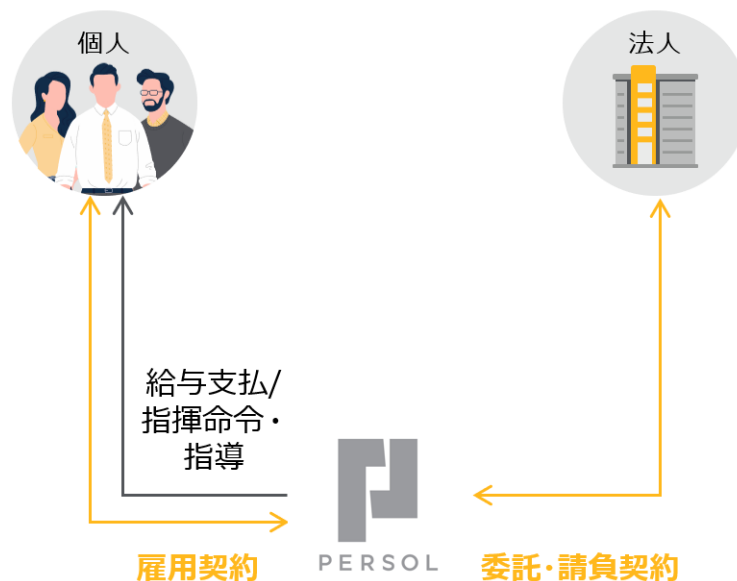 個人
法人
給与支払/
指揮命令・
指導
雇用契約
PERSOL
委託・請負契約